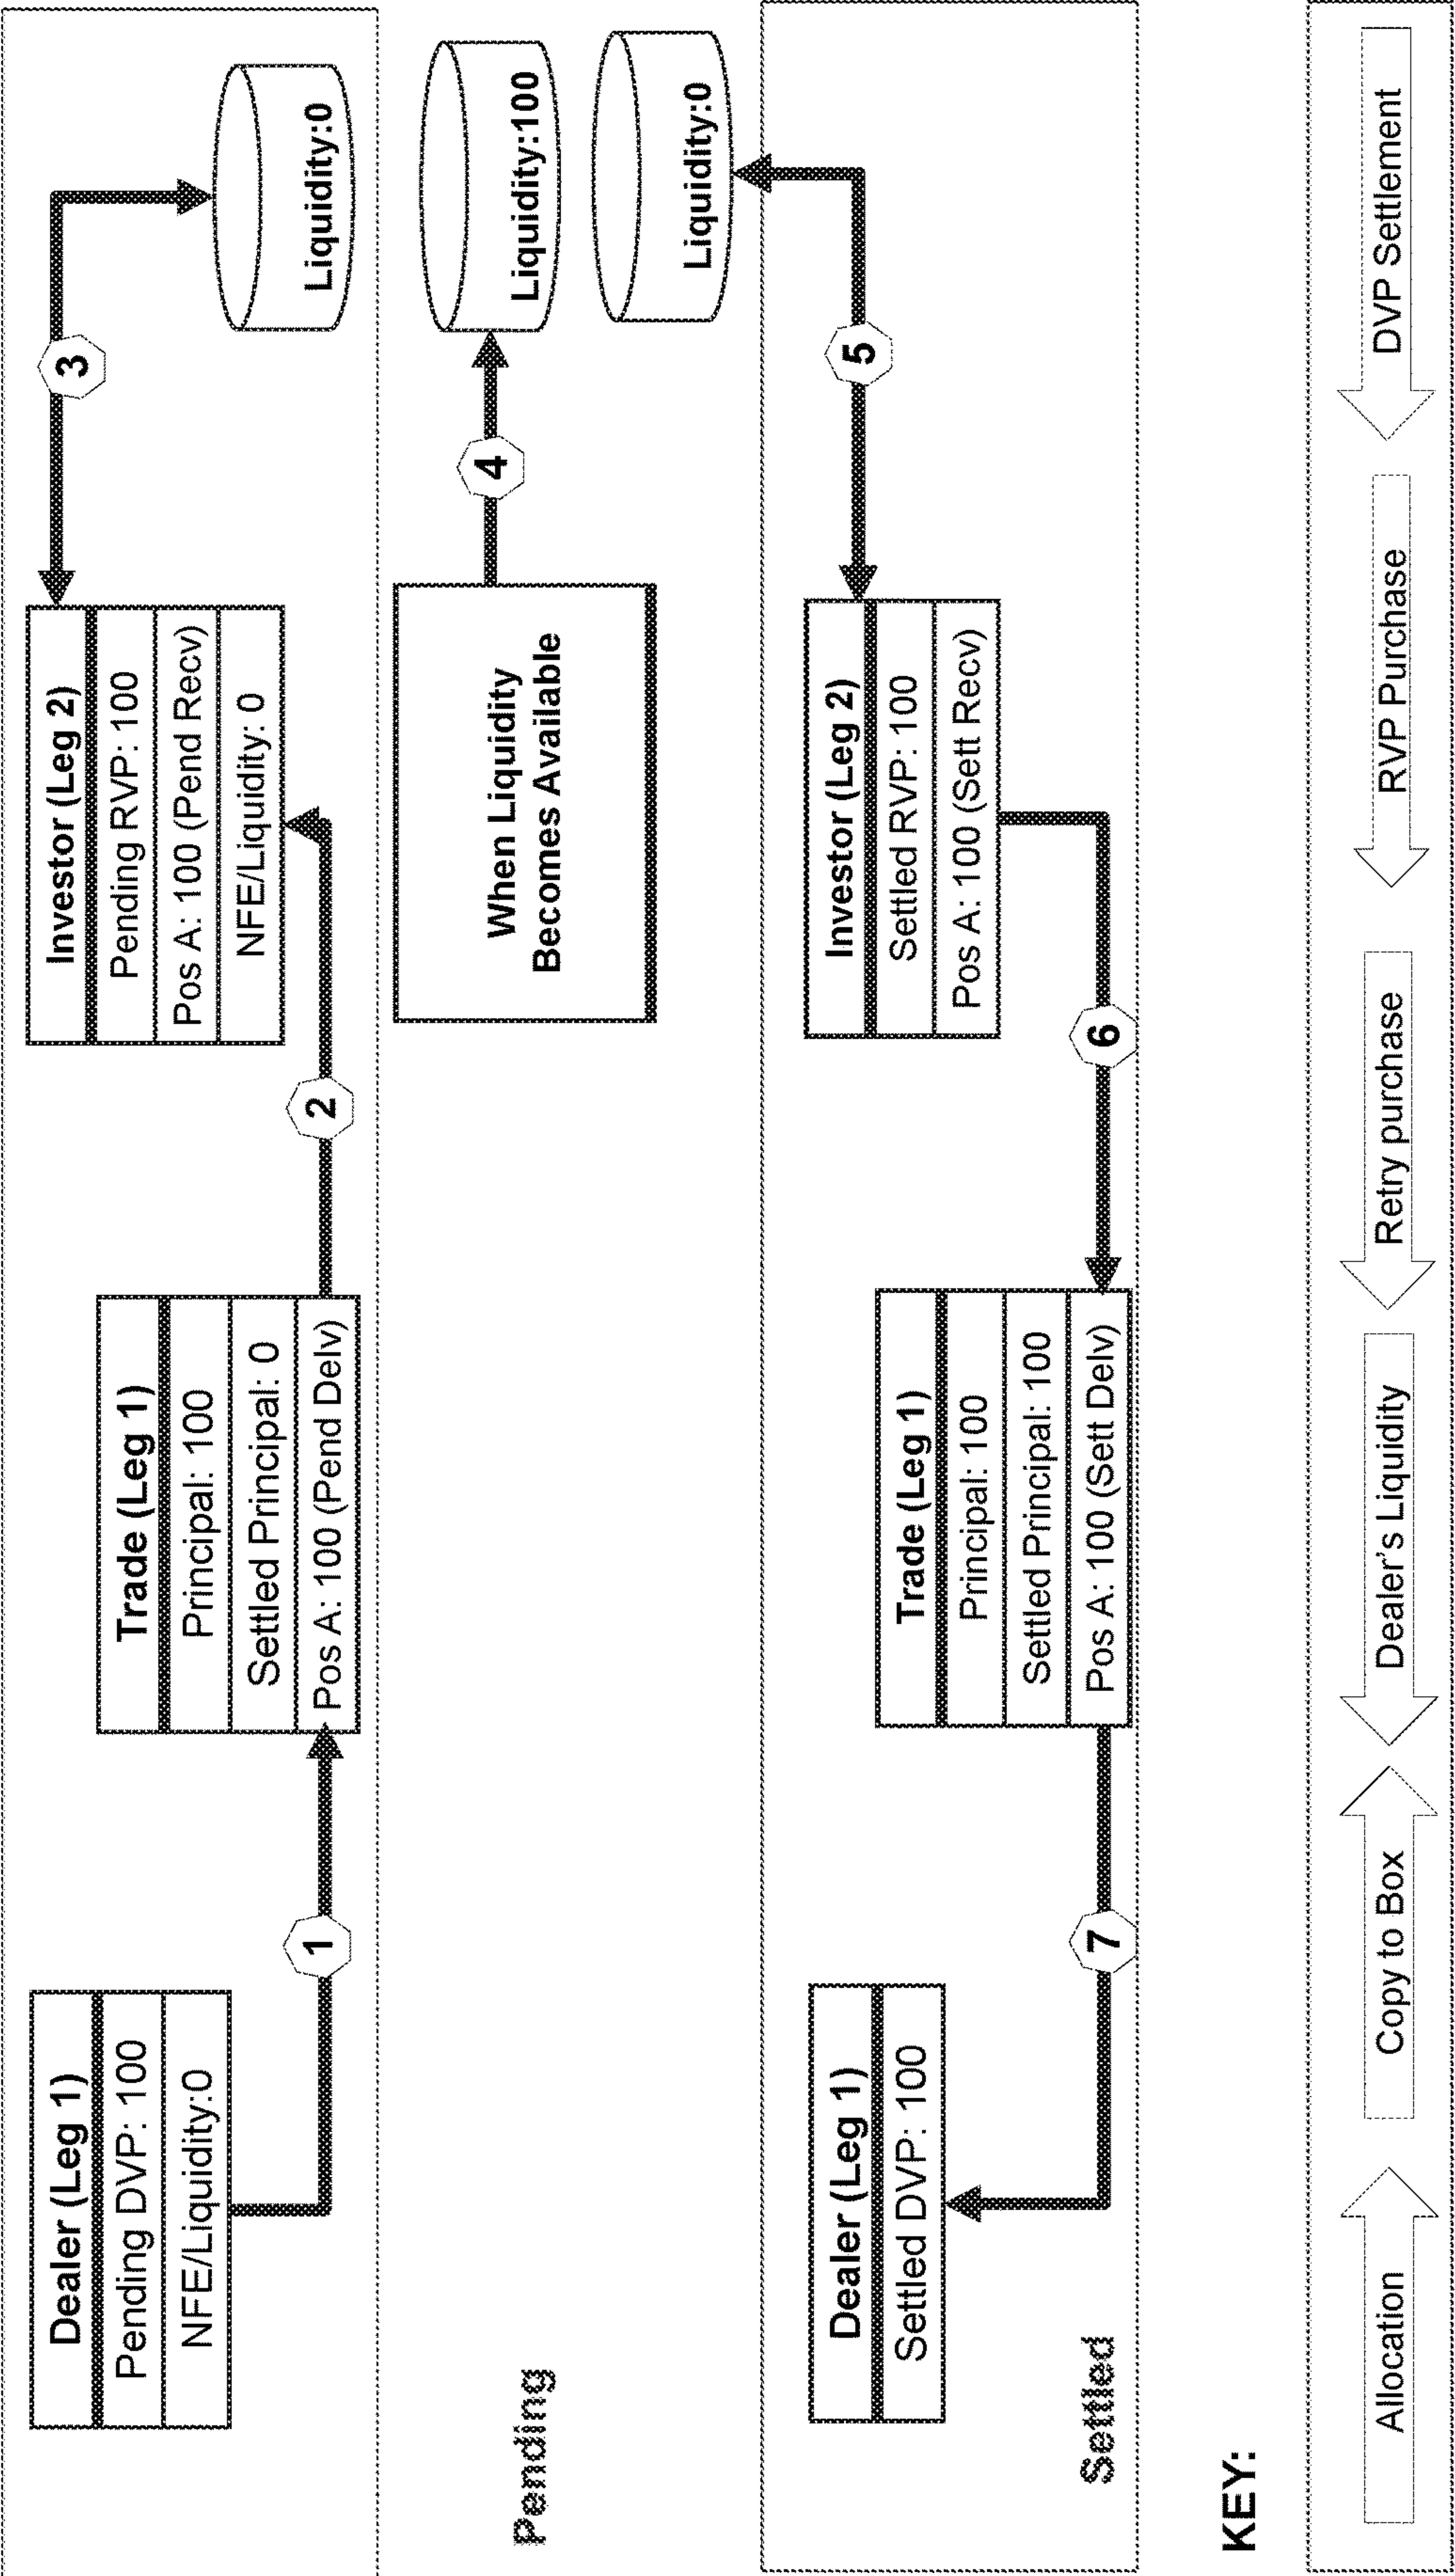 Dealer (Leg 1)
Pending DVP: 100
NFE/Liquidity:0
1
Trade (Leg 1)
Principal: 100
Settled Principal: 0
Pos A: 100 (Pend Delv)
2
Investor (Leg 2)
Pending RVP: 100
Pos A: 100 (Pend Recv)
NFE/Liquidity: 0
3
Liquidity:0
Pending
When Liquidity
Becomes Available
4
Liquidity:100
Liquidity:0
Dealer (Leg 1)
Settled DVP: 100
7
Trade (Leg 1)
Principal: 100
Settled Principal: 100
Pos A: 100 (Sett Delv)
6
Investor (Leg 2)
Settled RVP: 100
Pos A: 100 (Sett Recv)
5
Settled
KEY:
Allocation
Copy to Box
Dealer's Liquidity
Retry purchase
RVP Purchase
DVP Settlement